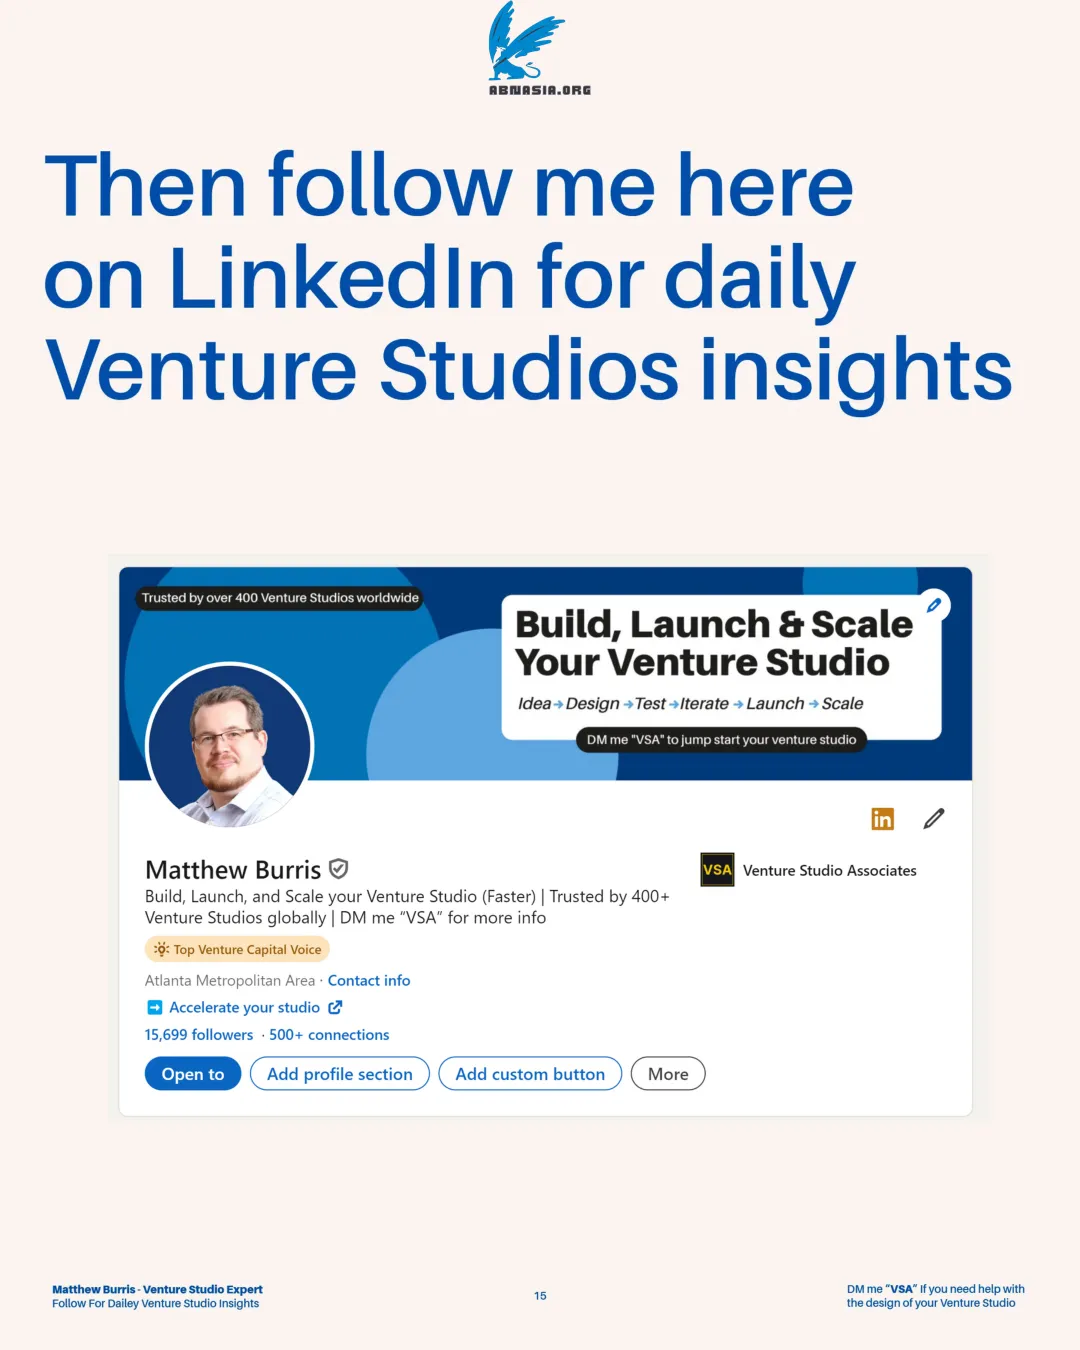 ABNASIA.ORG
Then follow me here
on LinkedIn for daily
Venture Studios insights
Trusted by over 400 Venture Studios worldwide
Build, Launch & Scale
Your Venture Studio
Idea → Design → Test → Iterate → Launch → Scale
DM me "VSA" to jump start your venture studio
in
Matthew Burris
VSA Venture Studio Associates
Build, Launch, and Scale your Venture Studio (Faster) | Trusted by 400+
Venture Studios globally | DM me “VSA” for more info
Top Venture Capital Voice
Atlanta Metropolitan Area · Contact info
Accelerate your studio
15,699 followers · 500+ connections
Open to
Add profile section
Add custom button
More
Matthew Burris - Venture Studio Expert
Follow For Dailey Venture Studio Insights
15
DM me “VSA” If you need help with
the design of your Venture Studio